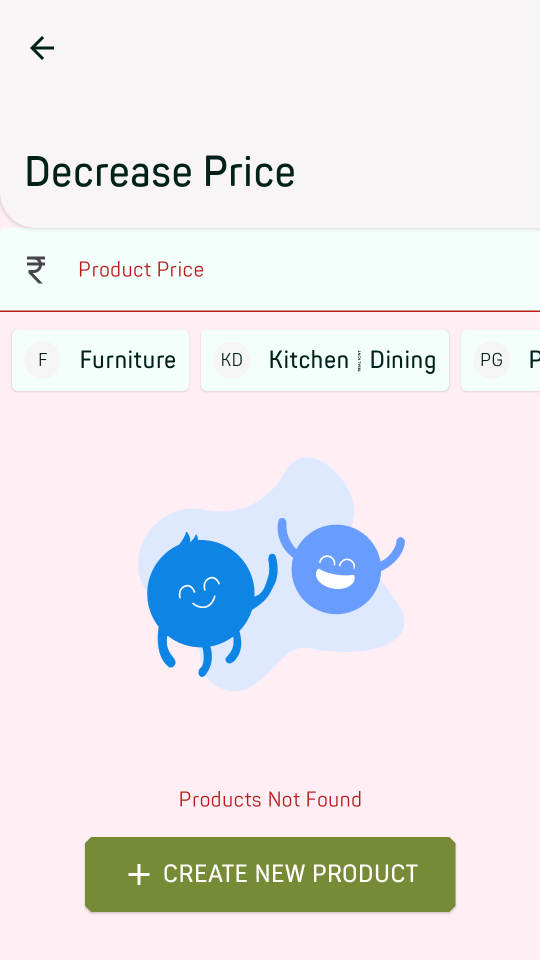 Decrease Price
₹ Product Price
F Furniture KD Kitchen Dining PG P
Products Not Found
+ CREATE NEW PRODUCT